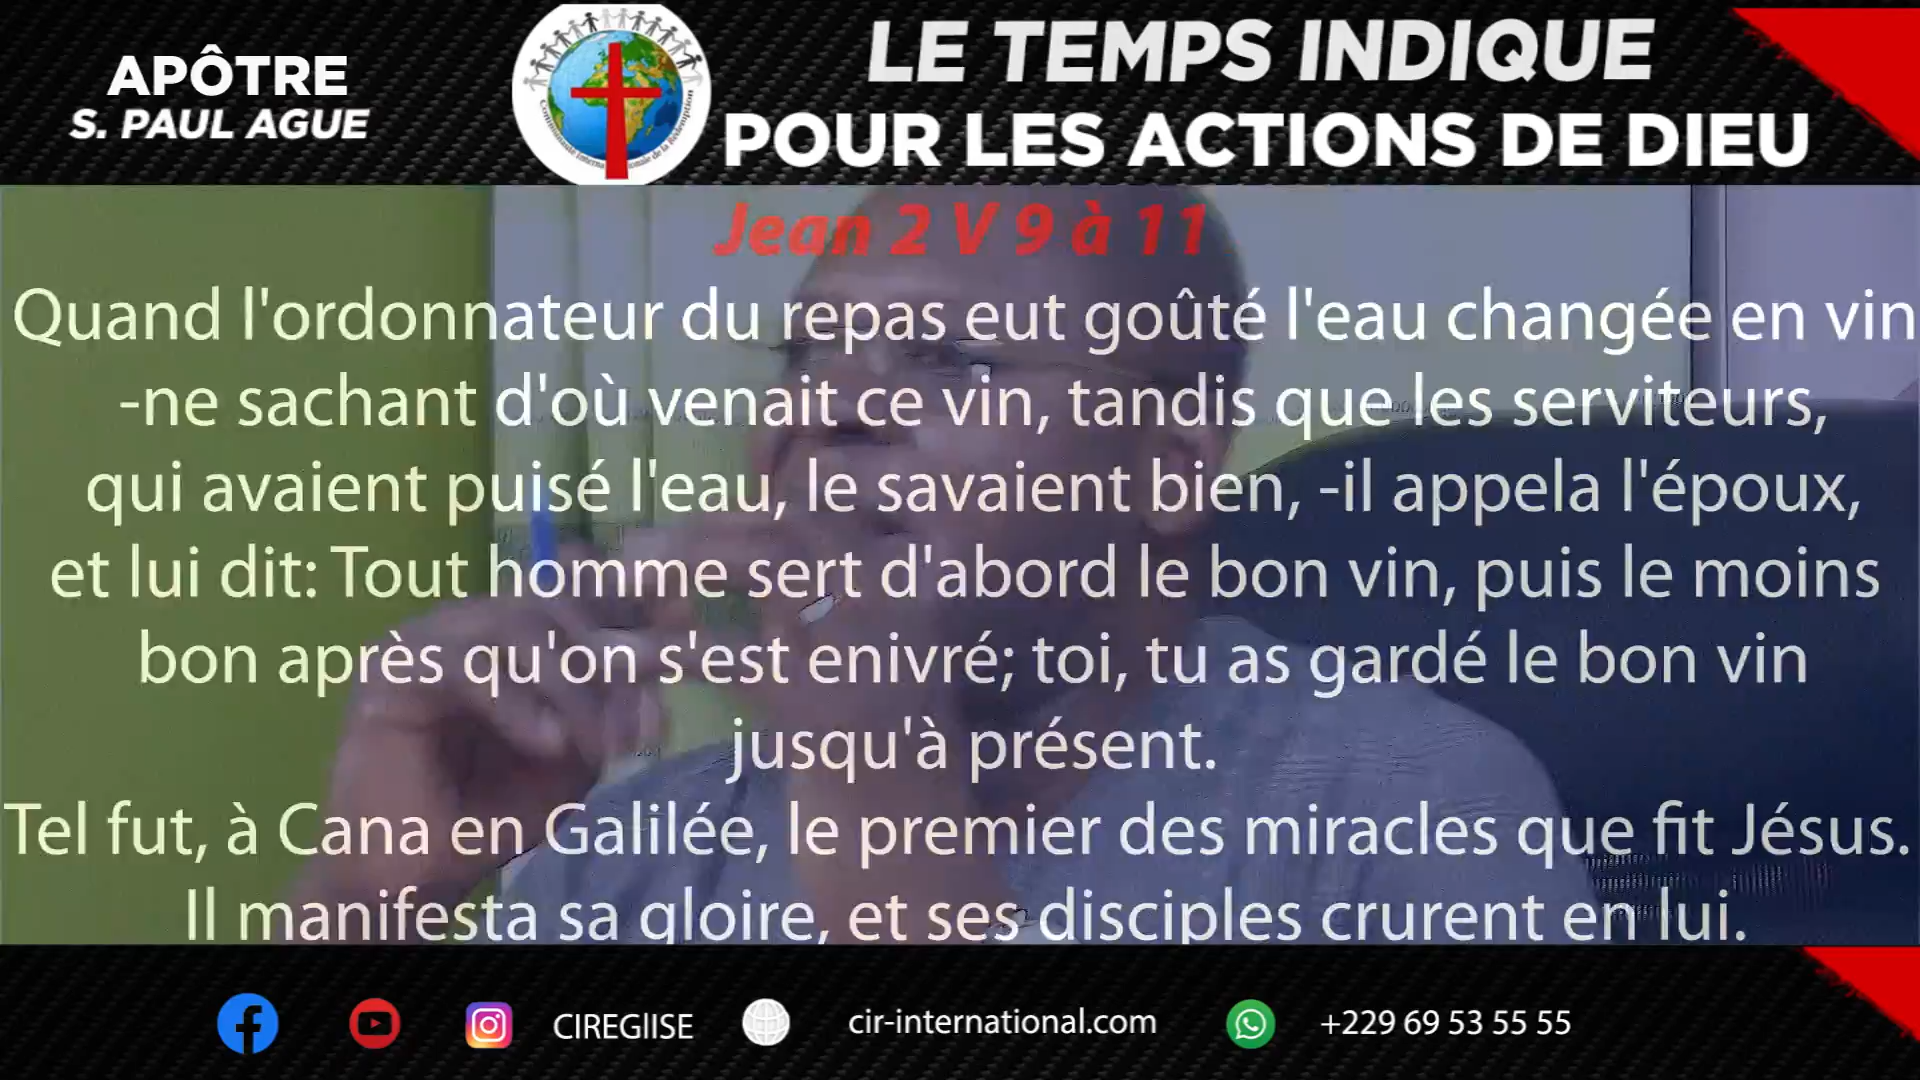 APÔTRE
S. PAUL AGUE
LE TEMPS INDIQUE
POUR LES ACTIONS DE DIEU
Jean 2 V 9 à 11
Quand l'ordonnateur du repas eut goûté l'eau changée en vin
-ne sachant d'où venait ce vin, tandis que les serviteurs,
qui avaient puisé l'eau, le savaient bien, -il appela l'époux,
et lui dit: Tout homme sert d'abord le bon vin, puis le moins
bon après qu'on s'est enivré; toi, tu as gardé le bon vin
jusqu'à présent.
Tel fut, à Cana en Galilée, le premier des miracles que fit Jésus.
Il manifesta sa gloire, et ses disciples crurent en lui.
CIREGIISE
cir-international.com
+229 69 53 55 55